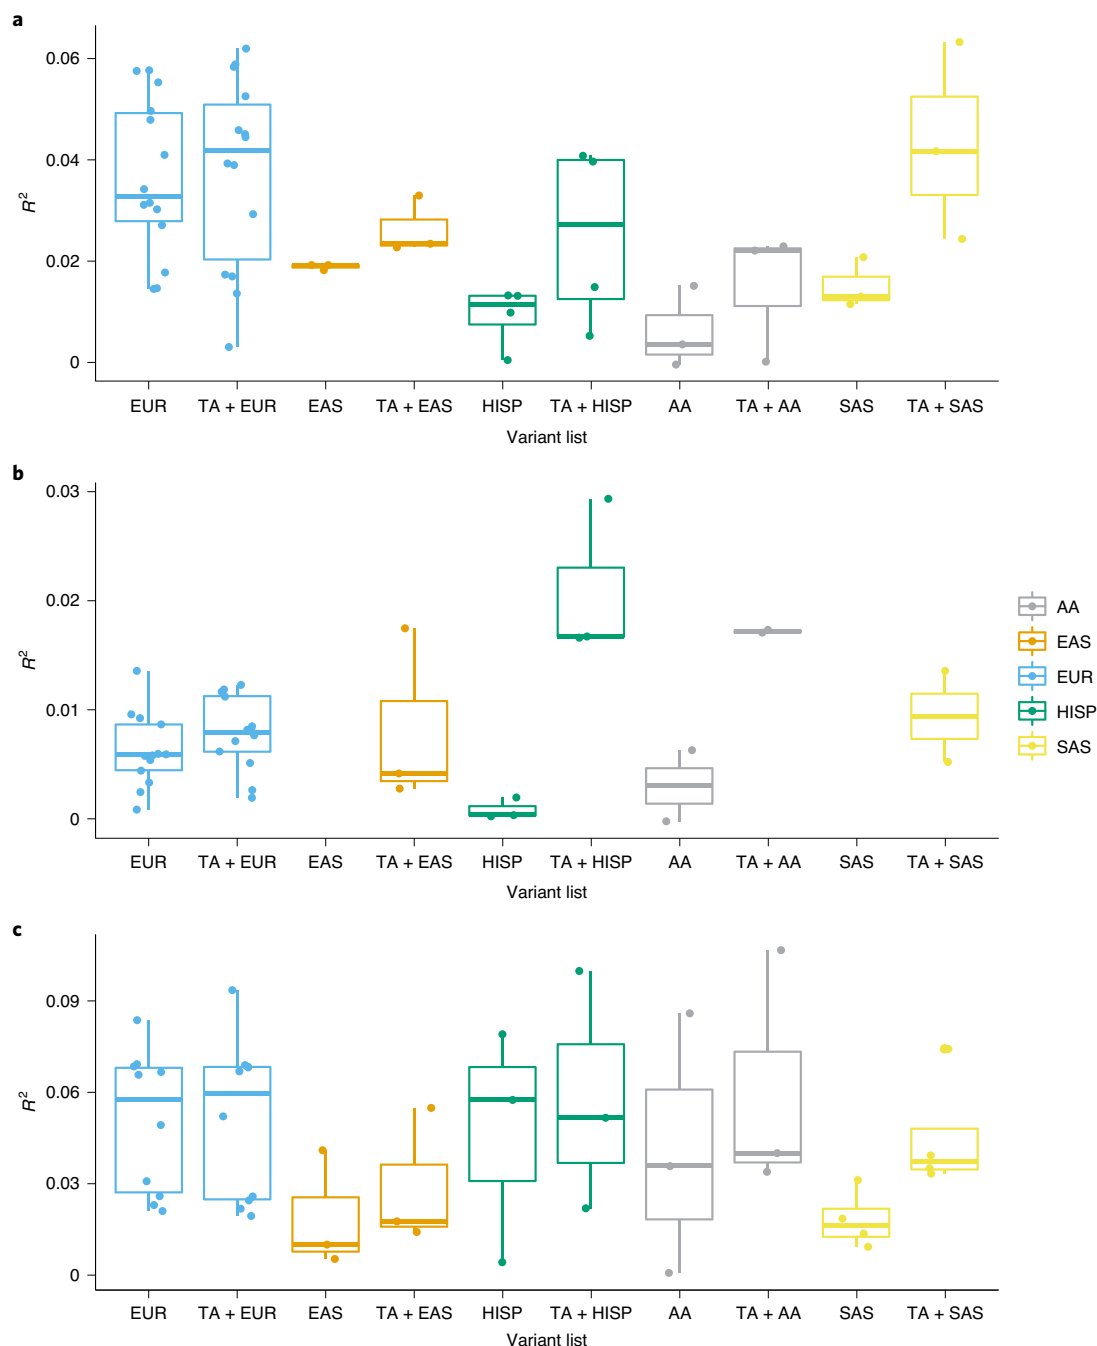 a
0.06
0.04
0.02
0
R²
EUR TA + EUR EAS TA + EAS HISP TA + HISP AA TA + AA SAS TA + SAS
Variant list
b
0.03
0.02
0.01
0
R²
EUR TA + EUR EAS TA + EAS HISP TA + HISP AA TA + AA SAS TA + SAS
Variant list
AA
EAS
EUR
HISP
SAS
c
0.09
0.06
0.03
0
R²
EUR TA + EUR EAS TA + EAS HISP TA + HISP AA TA + AA SAS TA + SAS
Variant list